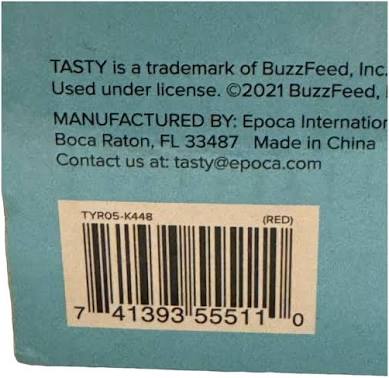 TASTY is a trademark of BuzzFeed, Inc.
Used under license. ©2021 BuzzFeed,
MANUFACTURED BY: Epoca
Boca Raton, FL 33487 Made in China
Contact us at: tasty@epoca.com
TYR05-K448 (RED)
7 41393 55511 0